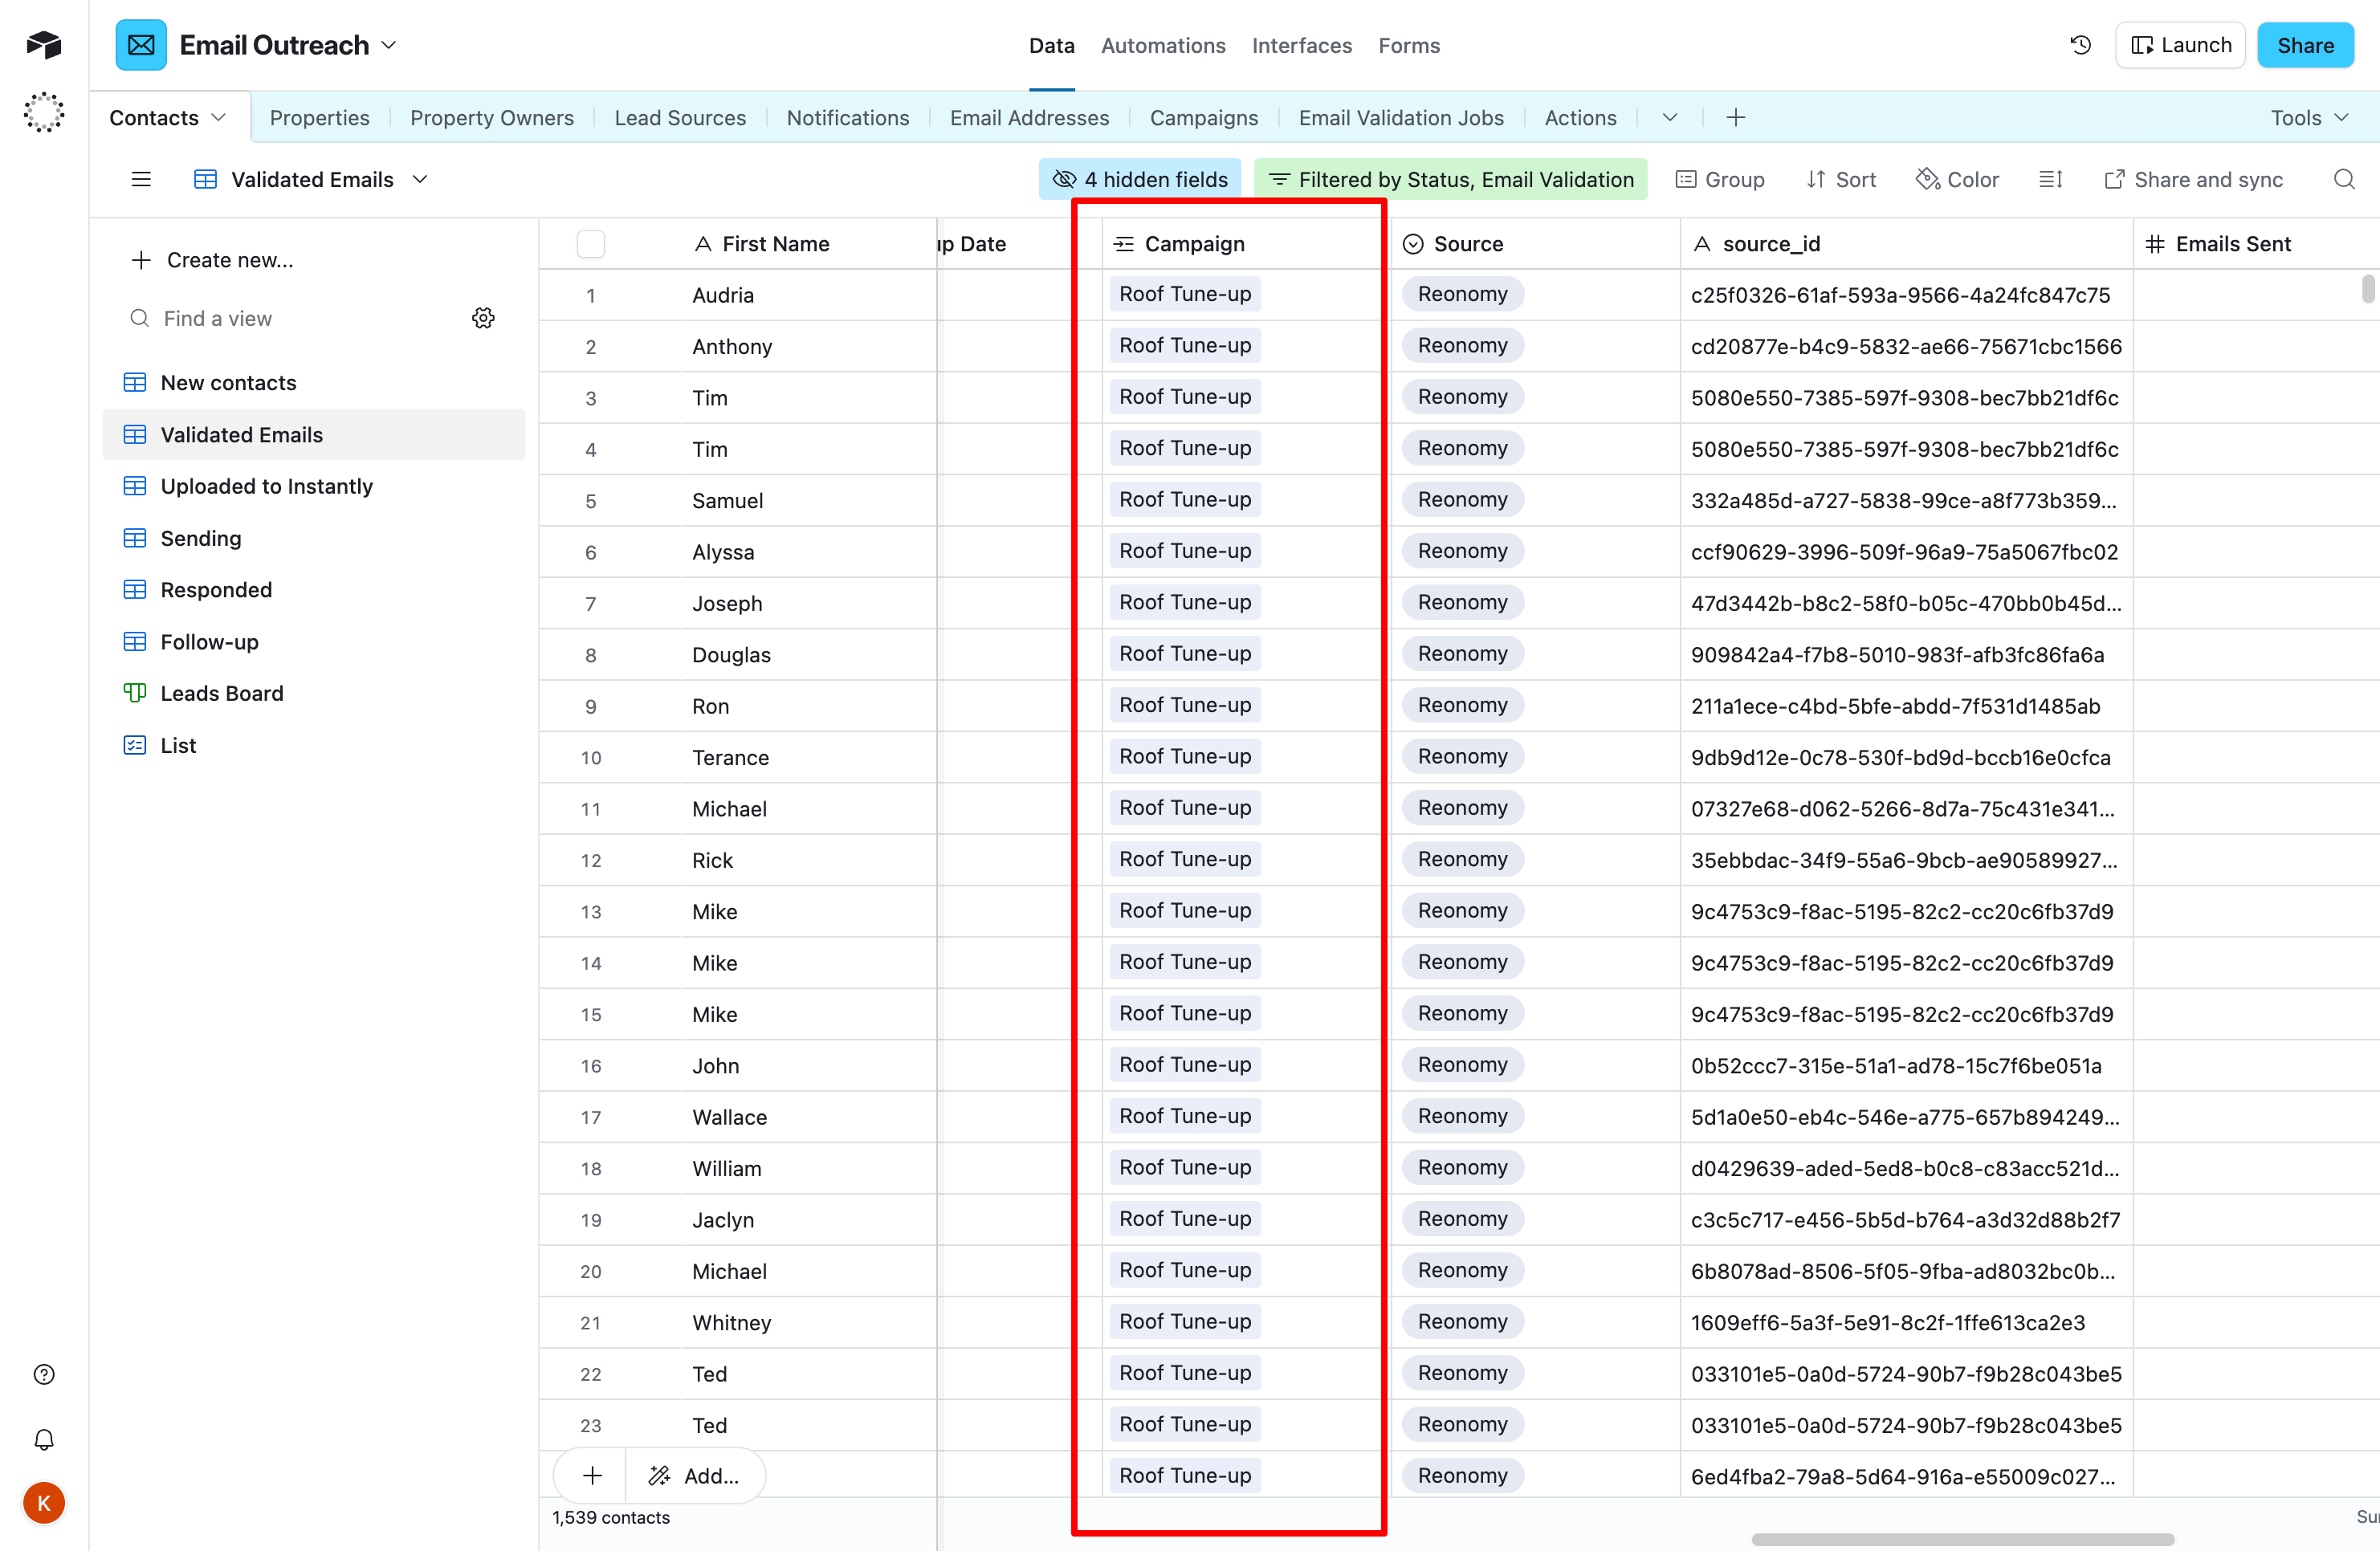 Email Outreach
Data Automations Interfaces Forms
Launch
Share
Contacts Properties Property Owners Lead Sources Notifications Email Addresses Campaigns Email Validation Jobs Actions
Tools
Validated Emails
4 hidden fields
Filtered by Status, Email Validation
Group
Sort
Color
Share and sync
Create new...
Find a view
New contacts
Validated Emails
Uploaded to Instantly
Sending
Responded
Follow-up
Leads Board
List
K
First Name up Date Campaign Source source_id Emails Sent
1 Audria Roof Tune-up Reonomy c25f0326-61af-593a-9566-4a24fc847c75
2 Anthony Roof Tune-up Reonomy cd20877e-b4c9-5832-ae66-75671cbc1566
3 Tim Roof Tune-up Reonomy 5080e550-7385-597f-9308-bec7bb21df6c
4 Tim Roof Tune-up Reonomy 5080e550-7385-597f-9308-bec7bb21df6c
5 Samuel Roof Tune-up Reonomy 332a485d-a727-5838-99ce-a8f773b359...
6 Alyssa Roof Tune-up Reonomy ccf90629-3996-509f-96a9-75a5067fbc02
7 Joseph Roof Tune-up Reonomy 47d3442b-b8c2-58f0-b05c-470bb0b45d...
8 Douglas Roof Tune-up Reonomy 909842a4-f7b8-5010-983f-afb3fc86fa6a
9 Ron Roof Tune-up Reonomy 211a1ece-c4bd-5bfe-abdd-7f531d1485ab
10 Terance Roof Tune-up Reonomy 9db9d12e-0c78-530f-bd9d-bccb16e0cfca
11 Michael Roof Tune-up Reonomy 07327e68-d062-5266-8d7a-75c431e341...
12 Rick Roof Tune-up Reonomy 35ebbdac-34f9-55a6-9bcb-ae90589927...
13 Mike Roof Tune-up Reonomy 9c4753c9-f8ac-5195-82c2-cc20c6fb37d9
14 Mike Roof Tune-up Reonomy 9c4753c9-f8ac-5195-82c2-cc20c6fb37d9
15 Mike Roof Tune-up Reonomy 9c4753c9-f8ac-5195-82c2-cc20c6fb37d9
16 John Roof Tune-up Reonomy 0b52ccc7-315e-51a1-ad78-15c7f6be051a
17 Wallace Roof Tune-up Reonomy 5d1a0e50-eb4c-546e-a775-657b894249...
18 William Roof Tune-up Reonomy d0429639-aded-5ed8-b0c8-c83acc521d...
19 Jaclyn Roof Tune-up Reonomy c3c5c717-e456-5b5d-b764-a3d32d88b2f7
20 Michael Roof Tune-up Reonomy 6b8078ad-8506-5f05-9fba-ad8032bc0b...
21 Whitney Roof Tune-up Reonomy 1609eff6-5a3f-5e91-8c2f-1ffe613ca2e3
22 Ted Roof Tune-up Reonomy 033101e5-0a0d-5724-90b7-f9b28c043be5
23 Ted Roof Tune-up Reonomy 033101e5-0a0d-5724-90b7-f9b28c043be5
Add... Roof Tune-up Reonomy 6ed4fba2-79a8-5d64-916a-e55009c027...
1,539 contacts